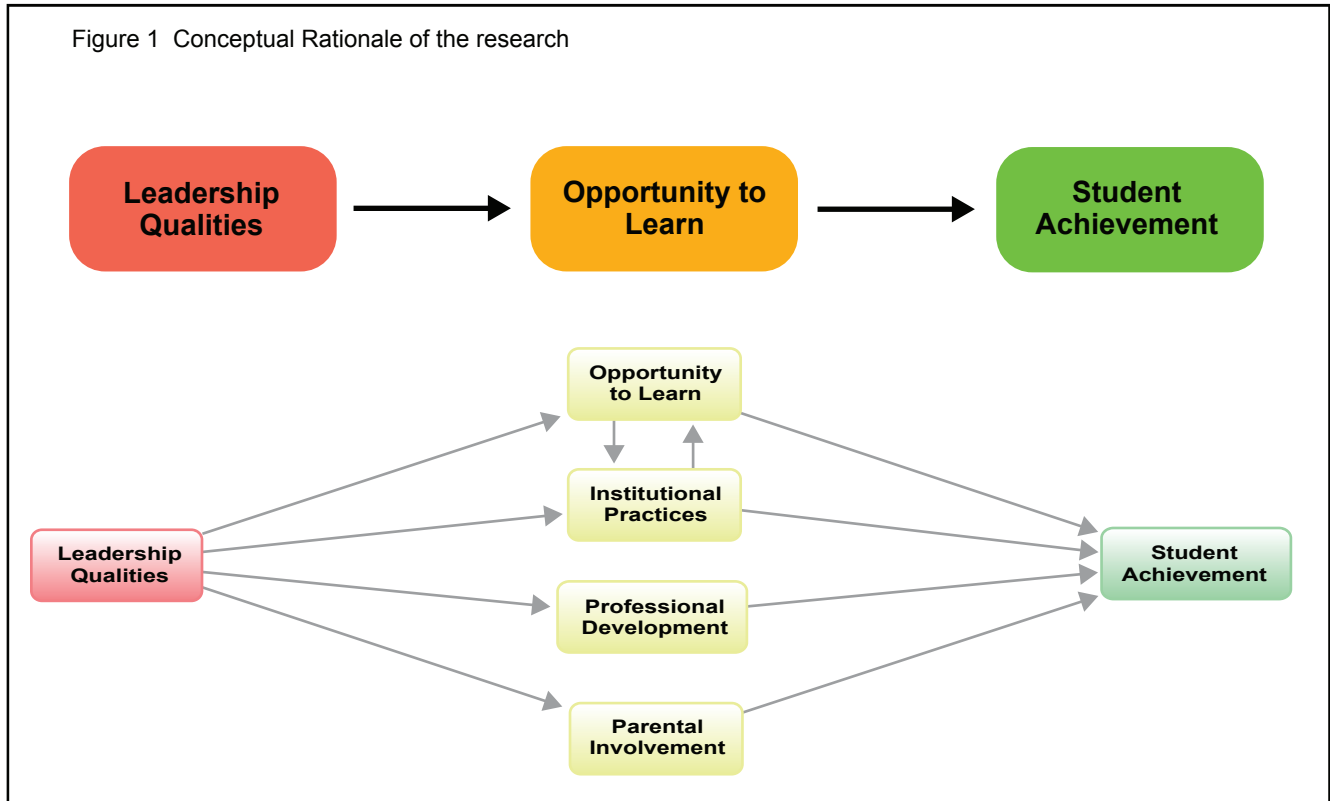 Figure 1 Conceptual Rationale of the research
Leadership
Qualities
Opportunity to
Learn
Student
Achievement
Opportunity
to Learn
Institutional
Practices
Leadership
Qualities
Student
Achievement
Professional
Development
Parental
Involvement